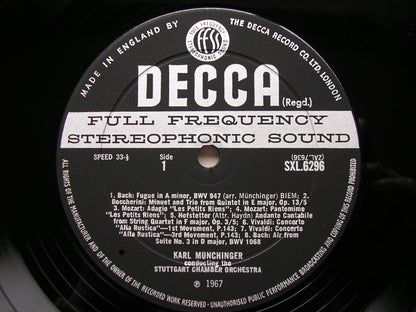 MADE IN ENGLAND BY
THE DECCA RECORD CO. LTD. LONDON
FULL FREQUENCY STEREOPHONIC SOUND
ffss
DECCA
(Regd.)
FULL FREQUENCY
STEREOPHONIC SOUND
SPEED 33⅓
Side
1
(ZAL.7636)
SXL.6296
1. Bach: Fugue in A minor, BWV 947 (arr. Münchinger) BIEM; 2.
Boccherini: Minuet and Trio from Quintet in E major, Op. 13/5
3. Mozart: Adagio "Les Petits Riens"; 4. Mozart: Pantomime
"Les Petits Riens"; 5. Hofstetter (Attr. Haydn) Andante Cantabile
from String Quartet in F major, Op. 3/5; 6. Vivaldi: Concerto
"Alla Rustica"—1st Movement, P.143; 7. Vivaldi: Concerto
"Alla Rustica"—3rd Movement, P.143; 8. Bach: Air from
Suite No. 3 in D major, BWV 1068
KARL MÜNCHINGER
conducting the
STUTTGART CHAMBER ORCHESTRA
℗ 1967
ALL RIGHTS OF THE MANUFACTURER AND OF THE OWNER OF THE RECORDED WORK RESERVED · UNAUTHORISED PUBLIC PERFORMANCE BROADCASTING AND COPYING OF THIS RECORD PROHIBITED